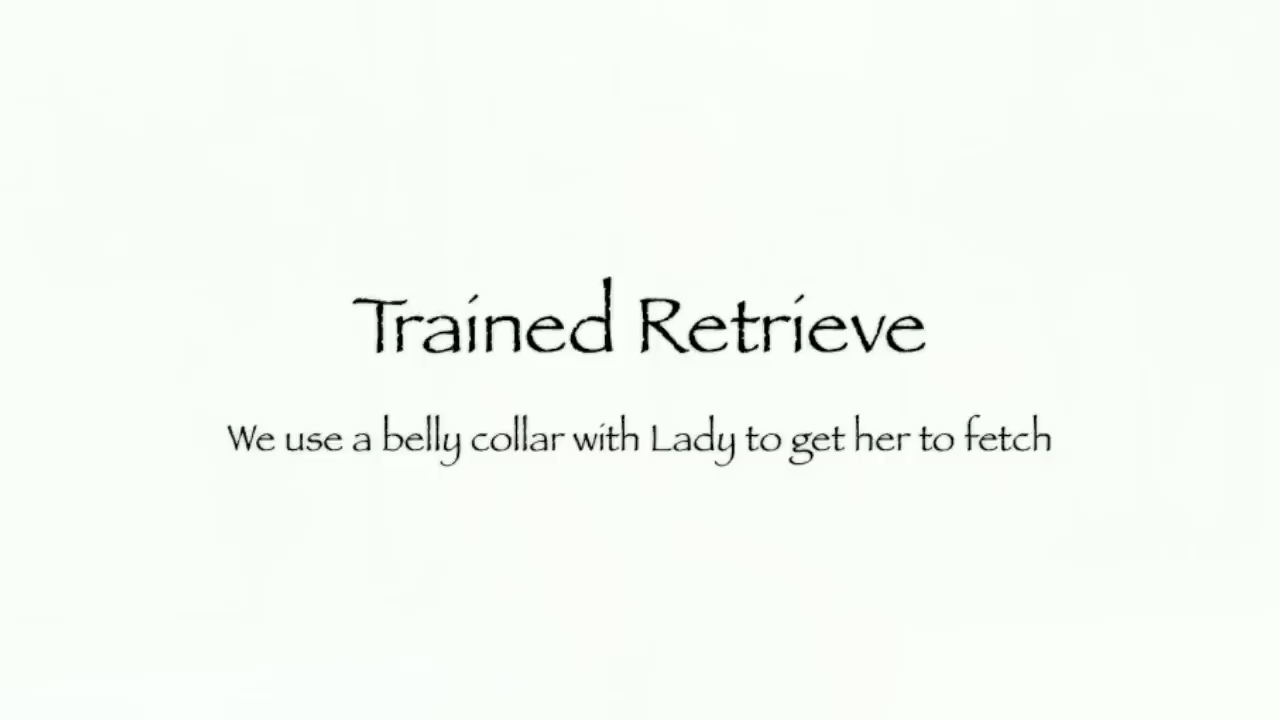 Trained Retrieve
We use a belly collar with Lady to get her to fetch